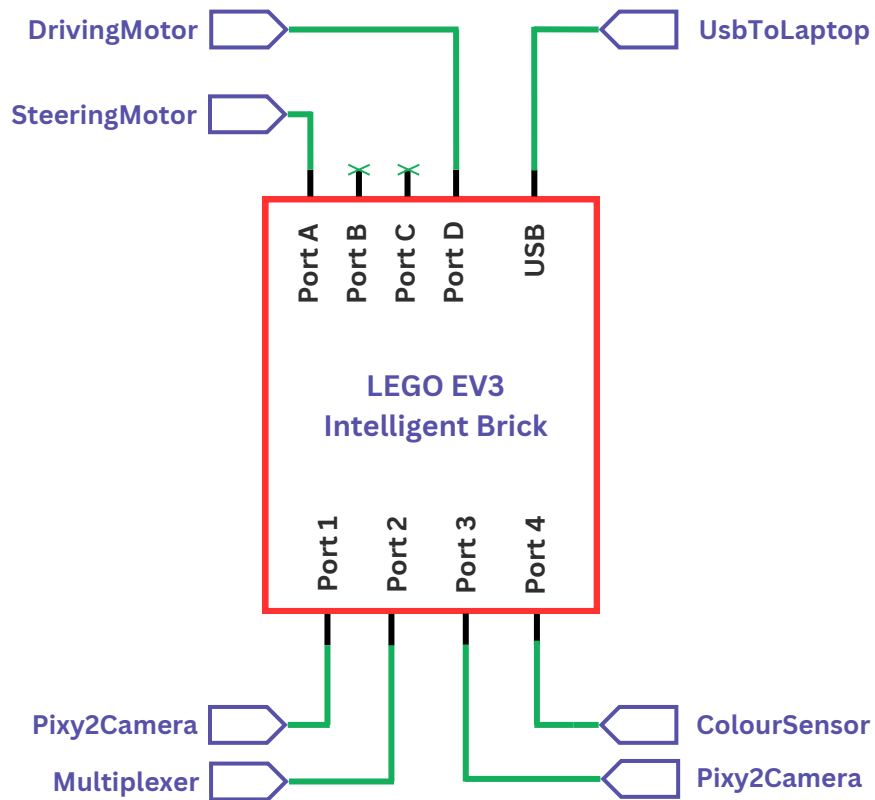 DrivingMotor
UsbToLaptop
SteeringMotor
Port A
Port B
Port C
Port D
USB
LEGO EV3
Intelligent Brick
Port 1
Port 2
Port 3
Port 4
Pixy2Camera
ColourSensor
Multiplexer
Pixy2Camera